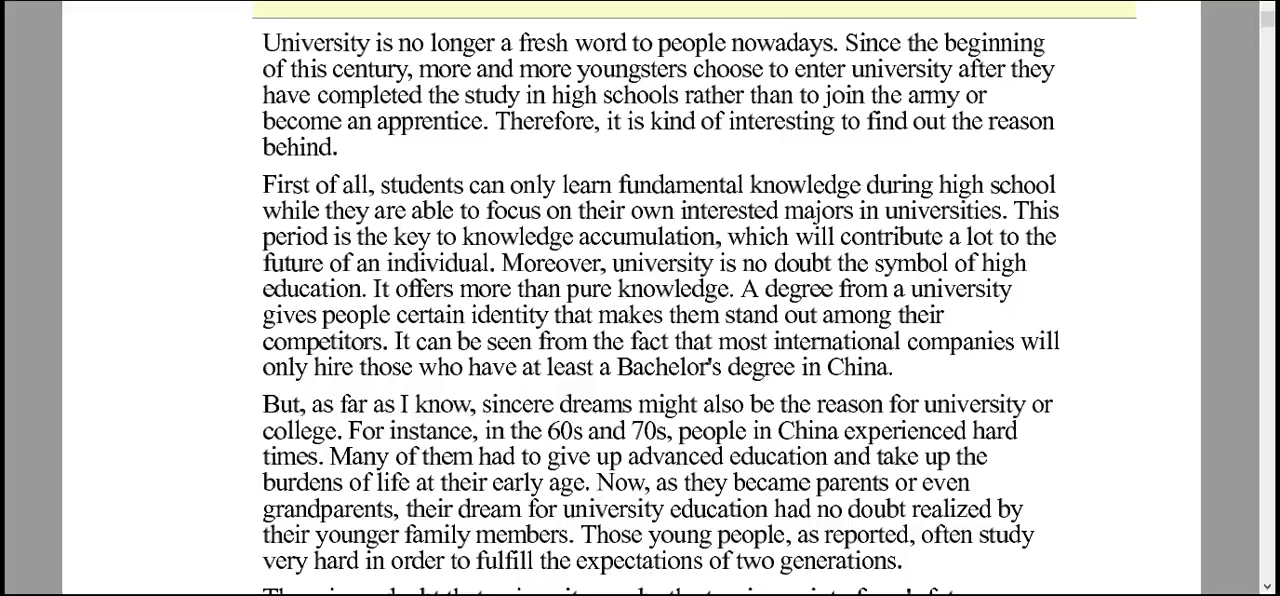 University is no longer a fresh word to people nowadays. Since the beginning
of this century, more and more youngsters choose to enter university after they
have completed the study in high schools rather than to join the army or
become an apprentice. Therefore, it is kind of interesting to find out the reason
behind.
First of all, students can only learn fundamental knowledge during high school
while they are able to focus on their own interested majors in universities. This
period is the key to knowledge accumulation, which will contribute a lot to the
future of an individual. Moreover, university is no doubt the symbol of high
education. It offers more than pure knowledge. A degree from a university
gives people certain identity that makes them stand out among their
competitors. It can be seen from the fact that most international companies will
only hire those who have at least a Bachelor's degree in China.
But, as far as I know, sincere dreams might also be the reason for university or
college. For instance, in the 60s and 70s, people in China experienced hard
times. Many of them had to give up advanced education and take up the
burdens of life at their early age. Now, as they became parents or even
grandparents, their dream for university education had no doubt realized by
their younger family members. Those young people, as reported, often study
very hard in order to fulfill the expectations of two generations.